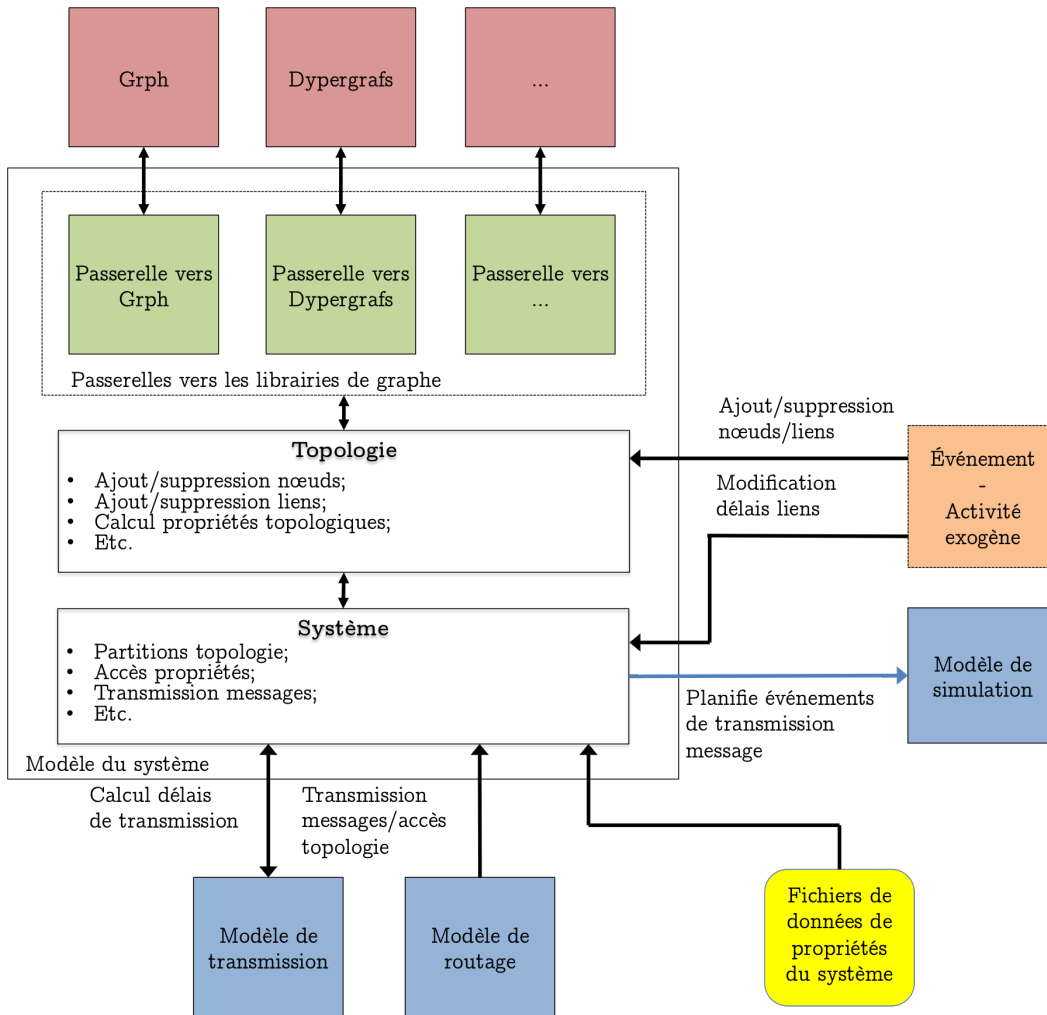 Grph
Dypergrafs
...
Passerelle vers
Grph
Passerelle vers
Dypergrafs
Passerelle vers
...
Passerelles vers les librairies de graphe
Topologie
• Ajout/suppression nœuds;
• Ajout/suppression liens;
• Calcul propriétés topologiques;
• Etc.
Ajout/suppression
nœuds/liens
Modification
délais liens
Événement
-
Activité
exogène
Système
• Partitions topologie;
• Accès propriétés;
• Transmission messages;
• Etc.
Modèle du système
Planifie événements
de transmission
message
Modèle de
simulation
Calcul délais
de transmission
Transmission
messages/accès
topologie
Modèle de
transmission
Modèle de
routage
Fichiers de
données de
propriétés
du système